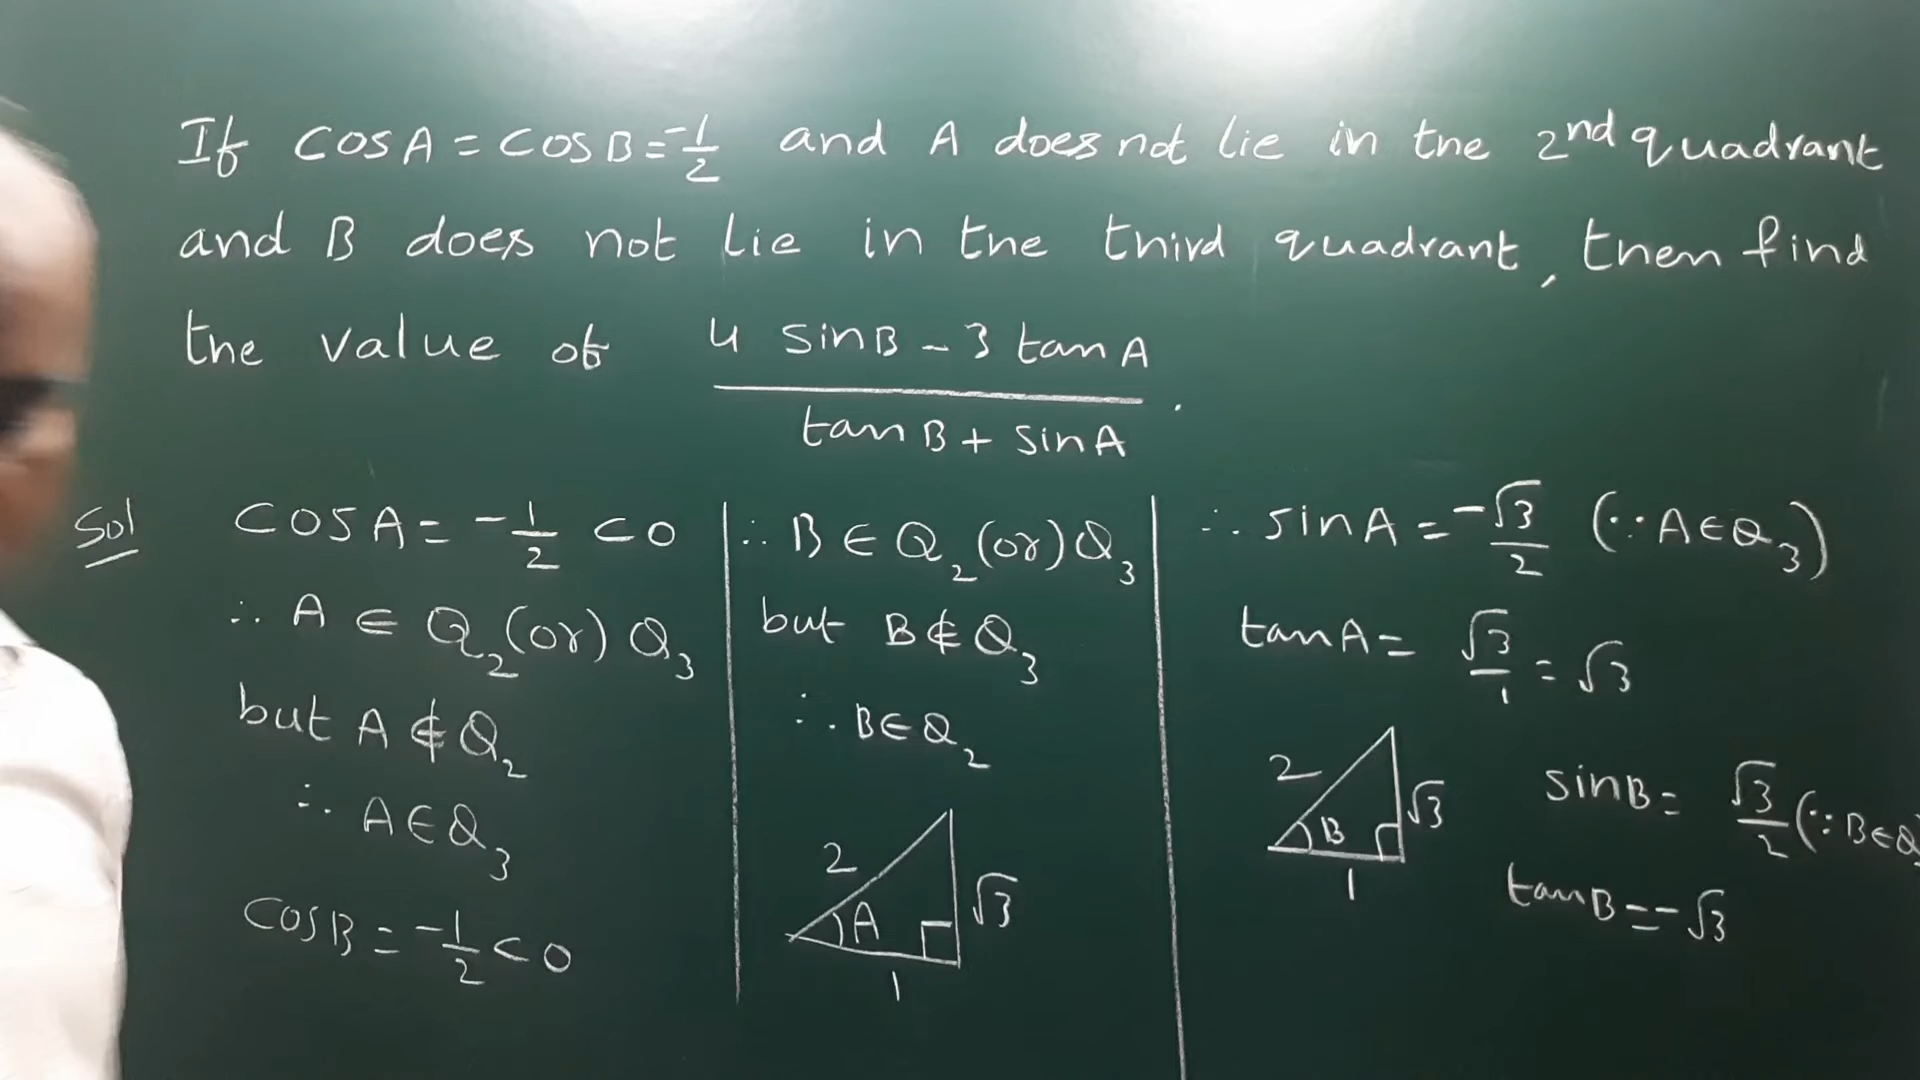 If cos A = cos B = -1/2 and A does not lie in the 2nd quadrant
and B does not lie in the third quadrant, then find
the value of (4 sin B - 3 tan A)/(tan B + sin A).
Sol
cos A = -1/2 < 0
∴ A ∈ Q₂ (or) Q₃
but A ∉ Q₂
∴ A ∈ Q₃
cos B = -1/2 < 0
∴ B ∈ Q₂ (or) Q₃
but B ∉ Q₃
∴ B ∈ Q₂
2
A
√3
1
∴ sin A = -√3/2 (∵ A ∈ Q₃)
tan A = √3/1 = √3
2
B
√3
1
sin B = √3/2 (∵ B ∈ Q
tan B = -√3